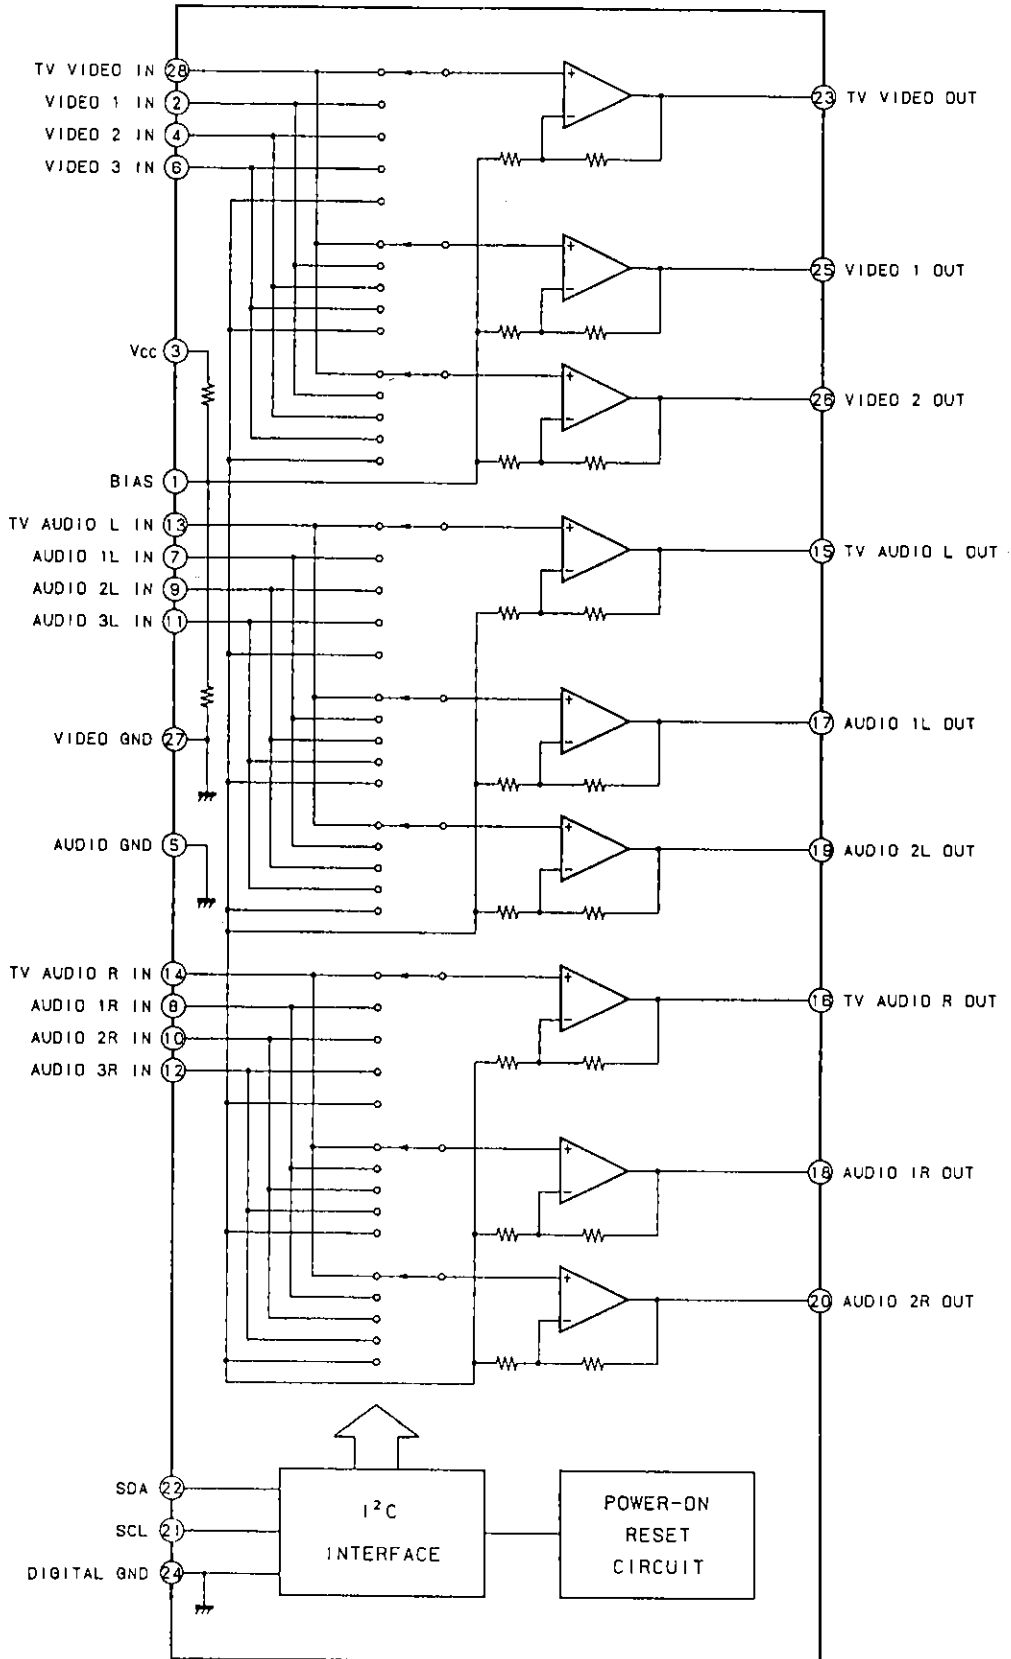 TV VIDEO IN 28
VIDEO 1 IN 2
VIDEO 2 IN 4
VIDEO 3 IN 6
23 TV VIDEO OUT
25 VIDEO 1 OUT
Vcc 3
26 VIDEO 2 OUT
BIAS 1
TV AUDIO L IN 13
AUDIO 1L IN 7
AUDIO 2L IN 9
AUDIO 3L IN 11
15 TV AUDIO L OUT
17 AUDIO 1L OUT
VIDEO GND 27
AUDIO GND 5
19 AUDIO 2L OUT
TV AUDIO R IN 14
AUDIO 1R IN 8
AUDIO 2R IN 10
AUDIO 3R IN 12
16 TV AUDIO R OUT
18 AUDIO 1R OUT
20 AUDIO 2R OUT
SDA 22
SCL 21
DIGITAL GND 24
I²C
INTERFACE
POWER-ON
RESET
CIRCUIT